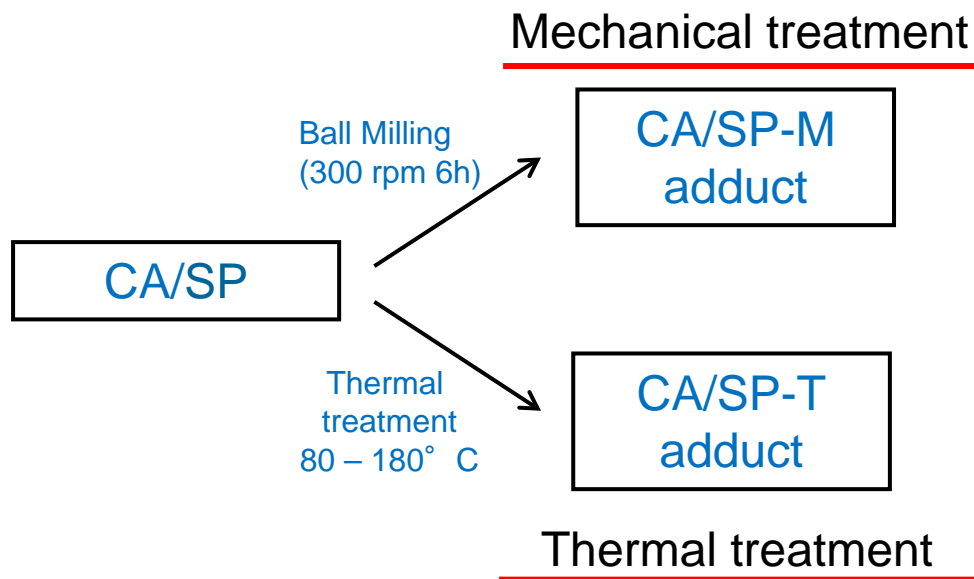 Mechanical treatment
Ball Milling
(300 rpm 6h)
CA/SP-M
adduct
CA/SP
Thermal
treatment
80 – 180° C
CA/SP-T
adduct
Thermal treatment